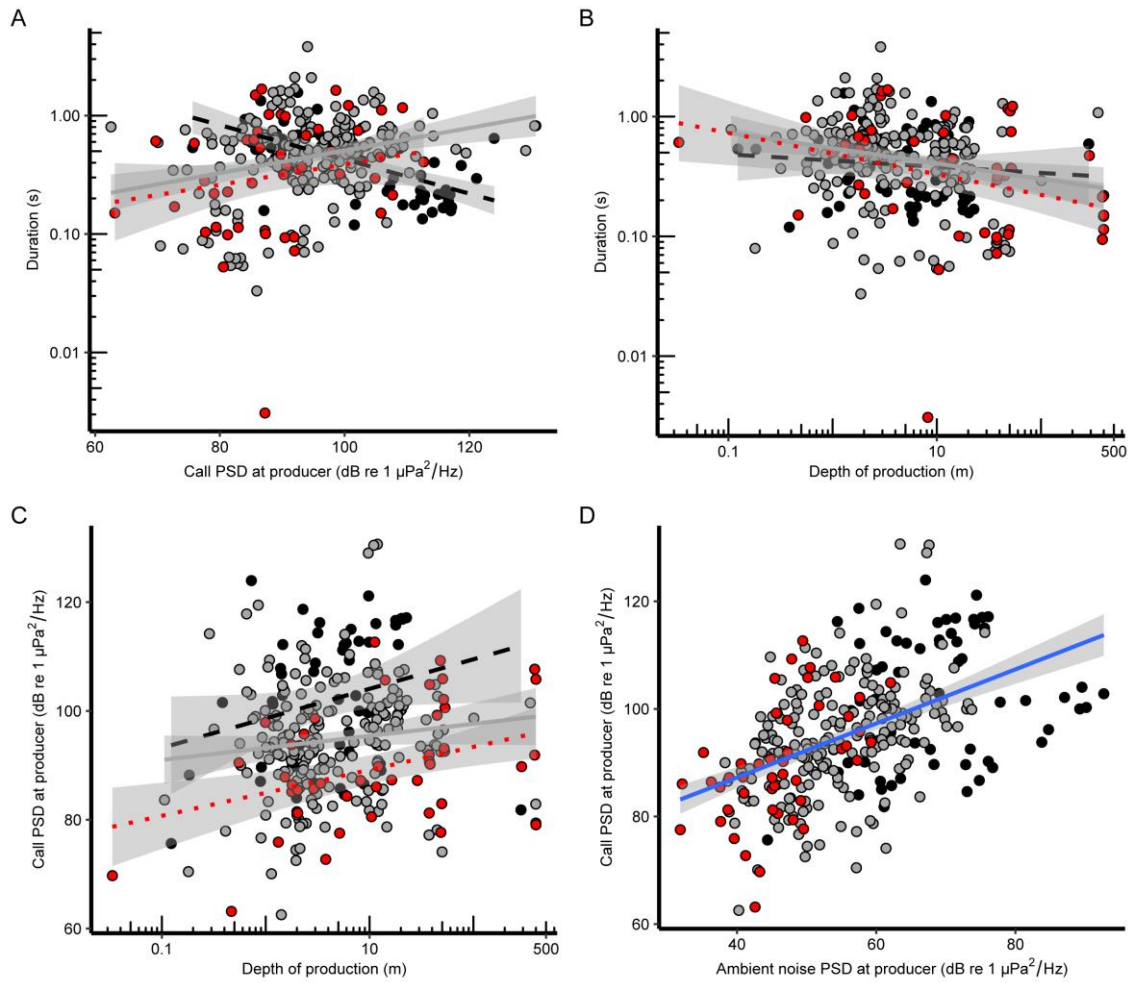 A
B
1.00
0.10
0.01
Duration (s)
60
80
100
120
Call PSD at producer (dB re 1 µPa²/Hz)
1.00
0.10
0.01
Duration (s)
0.1
10
500
Depth of production (m)
C
D
120
100
80
60
Call PSD at producer (dB re 1 µPa²/Hz)
0.1
10
500
Depth of production (m)
120
100
80
60
Call PSD at producer (dB re 1 µPa²/Hz)
40
60
80
Ambient noise PSD at producer (dB re 1 µPa²/Hz)